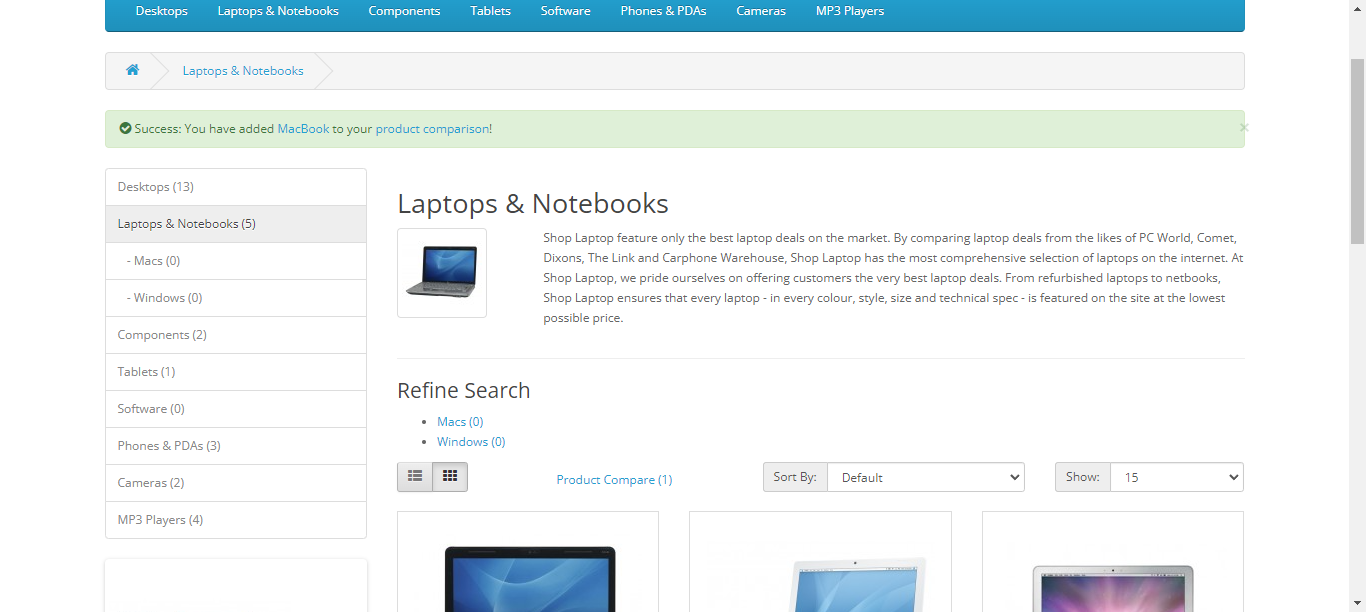 Desktops Laptops & Notebooks Components Tablets Software Phones & PDAs Cameras MP3 Players
Laptops & Notebooks
Success: You have added MacBook to your product comparison!
×
Desktops (13)
Laptops & Notebooks (5)
- Macs (0)
- Windows (0)
Components (2)
Tablets (1)
Software (0)
Phones & PDAs (3)
Cameras (2)
MP3 Players (4)
Laptops & Notebooks
Shop Laptop feature only the best laptop deals on the market. By comparing laptop deals from the likes of PC World, Comet,
Dixons, The Link and Carphone Warehouse, Shop Laptop has the most comprehensive selection of laptops on the internet. At
Shop Laptop, we pride ourselves on offering customers the very best laptop deals. From refurbished laptops to netbooks,
Shop Laptop ensures that every laptop - in every colour, style, size and technical spec - is featured on the site at the lowest
possible price.
Refine Search
Macs (0)
Windows (0)
Product Compare (1) Sort By: Default Show: 15